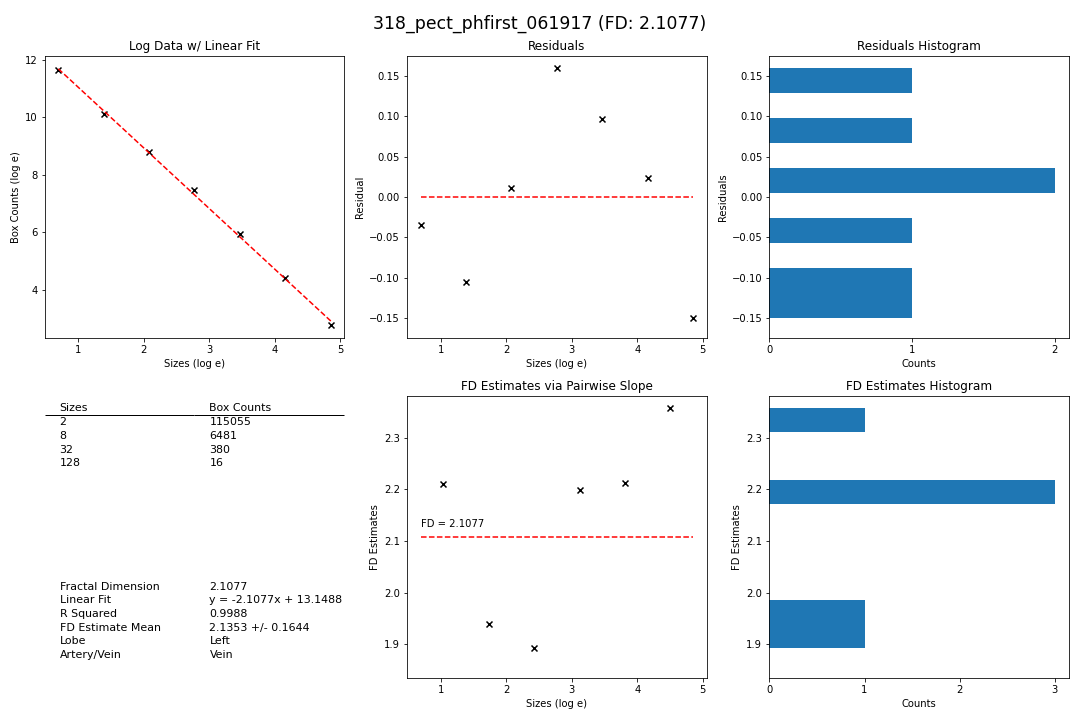 318_pect_phfirst_061917 (FD: 2.1077)
Log Data w/ Linear Fit
12
10
8
6
4
Box Counts (log e)
1 2 3 4 5
Sizes (log e)
Residuals
0.15
0.10
0.05
0.00
−0.05
−0.10
−0.15
Residual
1 2 3 4 5
Sizes (log e)
Residuals Histogram
0.15
0.10
0.05
0.00
−0.05
−0.10
−0.15
Residuals
0 1 2
Counts
Sizes Box Counts
2 115055
8 6481
32 380
128 16
Fractal Dimension 2.1077
Linear Fit y = -2.1077x + 13.1488
R Squared 0.9988
FD Estimate Mean 2.1353 +/- 0.1644
Lobe Left
Artery/Vein Vein
FD Estimates via Pairwise Slope
2.3
2.2
2.1
2.0
1.9
FD Estimates
FD = 2.1077
1 2 3 4 5
Sizes (log e)
FD Estimates Histogram
2.3
2.2
2.1
2.0
1.9
FD Estimates
0 1 2 3
Counts